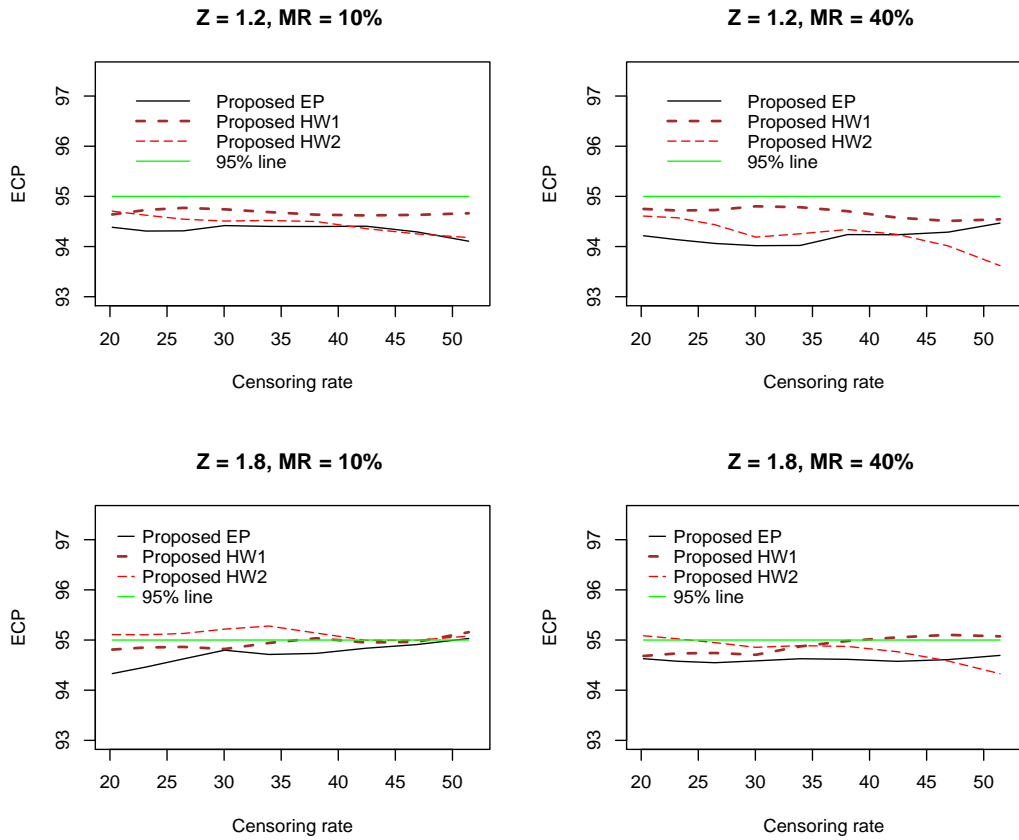 Z = 1.2, MR = 10%
97
96
95
94
93
ECP
Proposed EP
Proposed HW1
Proposed HW2
95% line
20 25 30 35 40 45 50
Censoring rate
Z = 1.2, MR = 40%
97
96
95
94
93
ECP
Proposed EP
Proposed HW1
Proposed HW2
95% line
20 25 30 35 40 45 50
Censoring rate
Z = 1.8, MR = 10%
97
96
95
94
93
ECP
Proposed EP
Proposed HW1
Proposed HW2
95% line
20 25 30 35 40 45 50
Censoring rate
Z = 1.8, MR = 40%
97
96
95
94
93
ECP
Proposed EP
Proposed HW1
Proposed HW2
95% line
20 25 30 35 40 45 50
Censoring rate